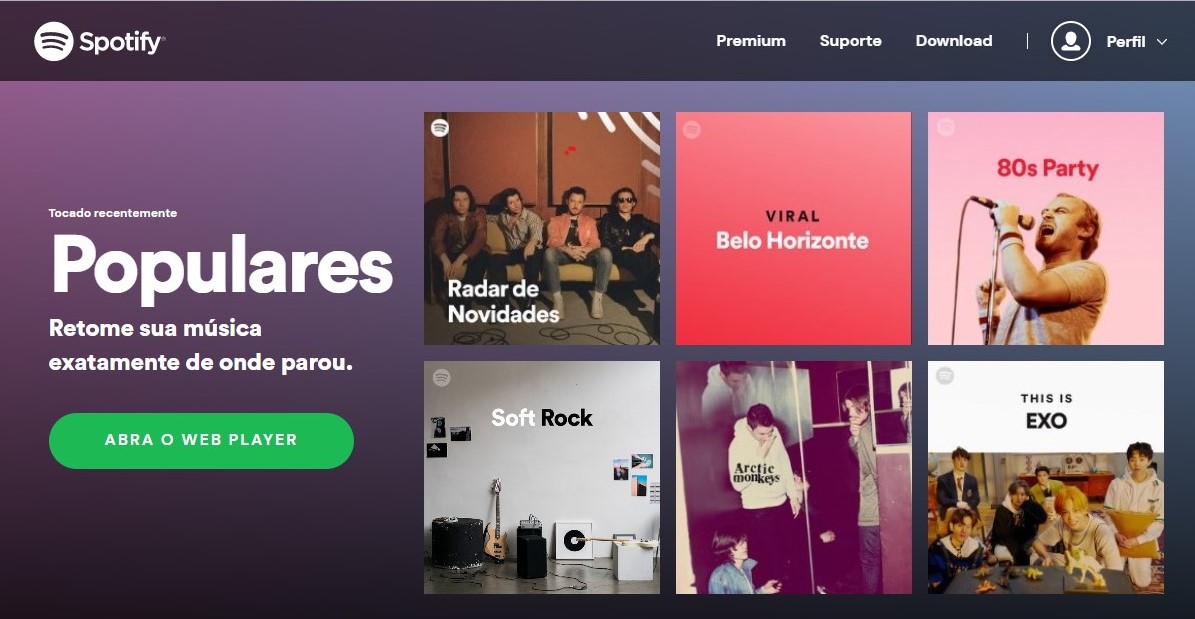 Spotify
Premium
Suporte
Download
Perfil
Tocado recentemente
Populares
Retome sua música
exatamente de onde parou.
ABRA O WEB PLAYER
Radar de
Novidades
VIRAL
Belo Horizonte
80s Party
Soft Rock
Arctic
monkeys
THIS IS
EXO